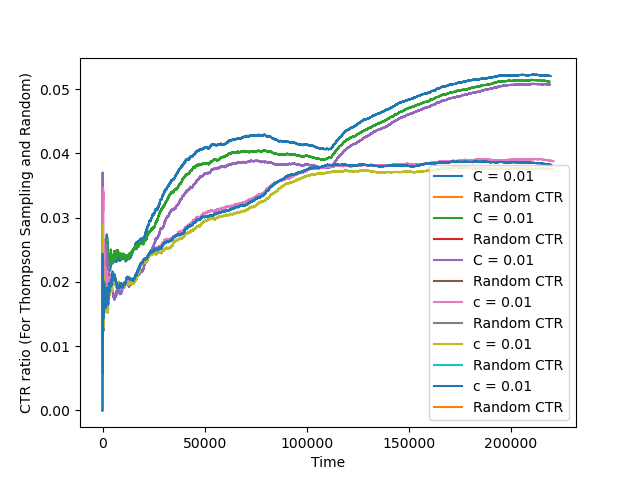 CTR ratio (For Thompson Sampling and Random)
0.05
0.04
0.03
0.02
0.01
0.00
C = 0.01
Random CTR
C = 0.01
Random CTR
C = 0.01
Random CTR
c = 0.01
Random CTR
c = 0.01
Random CTR
c = 0.01
Random CTR
0
50000
100000
150000
200000
Time